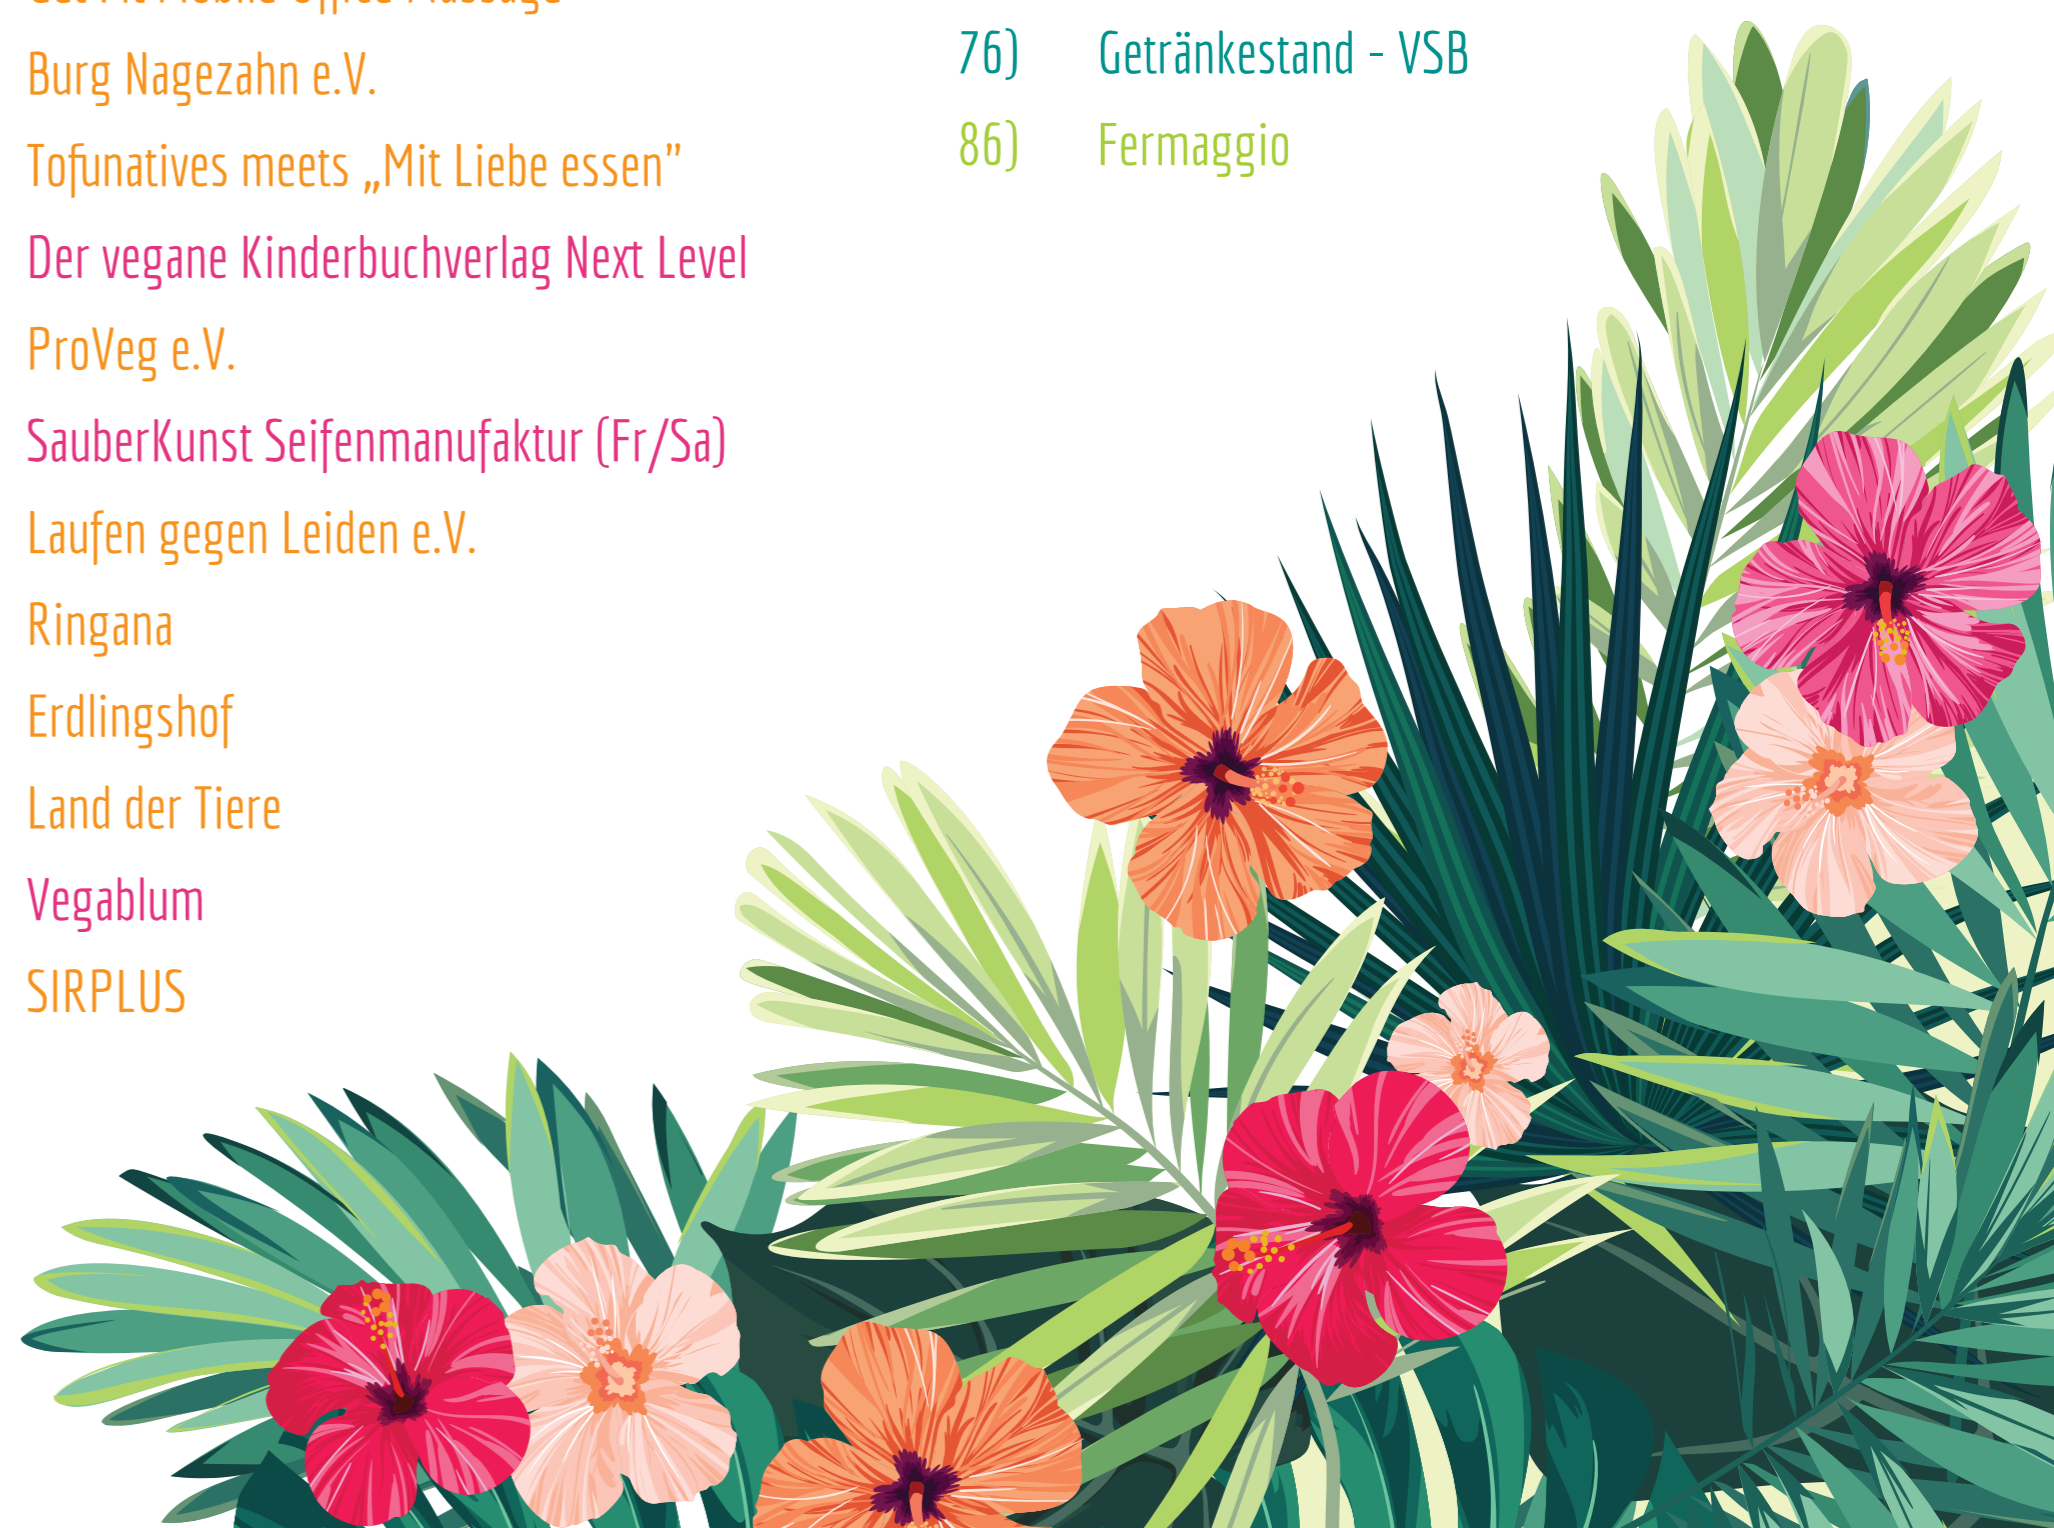 Burg Nagezahn e.V.
Tofunatives meets „Mit Liebe essen”
Der vegane Kinderbuchverlag Next Level
ProVeg e.V.
SauberKunst Seifenmanufaktur (Fr/Sa)
Laufen gegen Leiden e.V.
Ringana
Erdlingshof
Land der Tiere
Vegablum
SIRPLUS
76) Getränkestand - VSB
86) Fermaggio